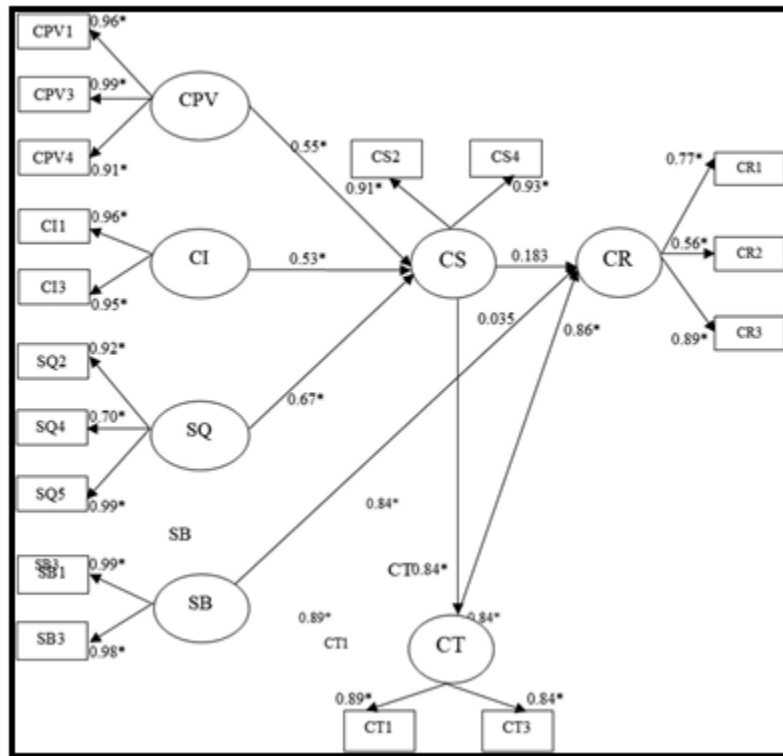 CPV1
0.96*
CPV3
0.99*
CPV4
0.91*
CPV
0.55*
CS2
0.91*
CS4
0.93*
CR1
0.77*
CR2
0.56*
CR3
0.89*
CI1
0.96*
CI3
0.95*
CI
0.53*
CS
0.183
CR
0.035
0.86*
SQ2
0.92*
SQ4
0.70*
SQ5
0.99*
SQ
0.67*
SB
0.84*
SB3
SB1
0.99*
SB3
0.98*
SB
CT
0.84*
0.89*
CT1
0.84*
CT
0.89*
0.84*
CT1
CT3